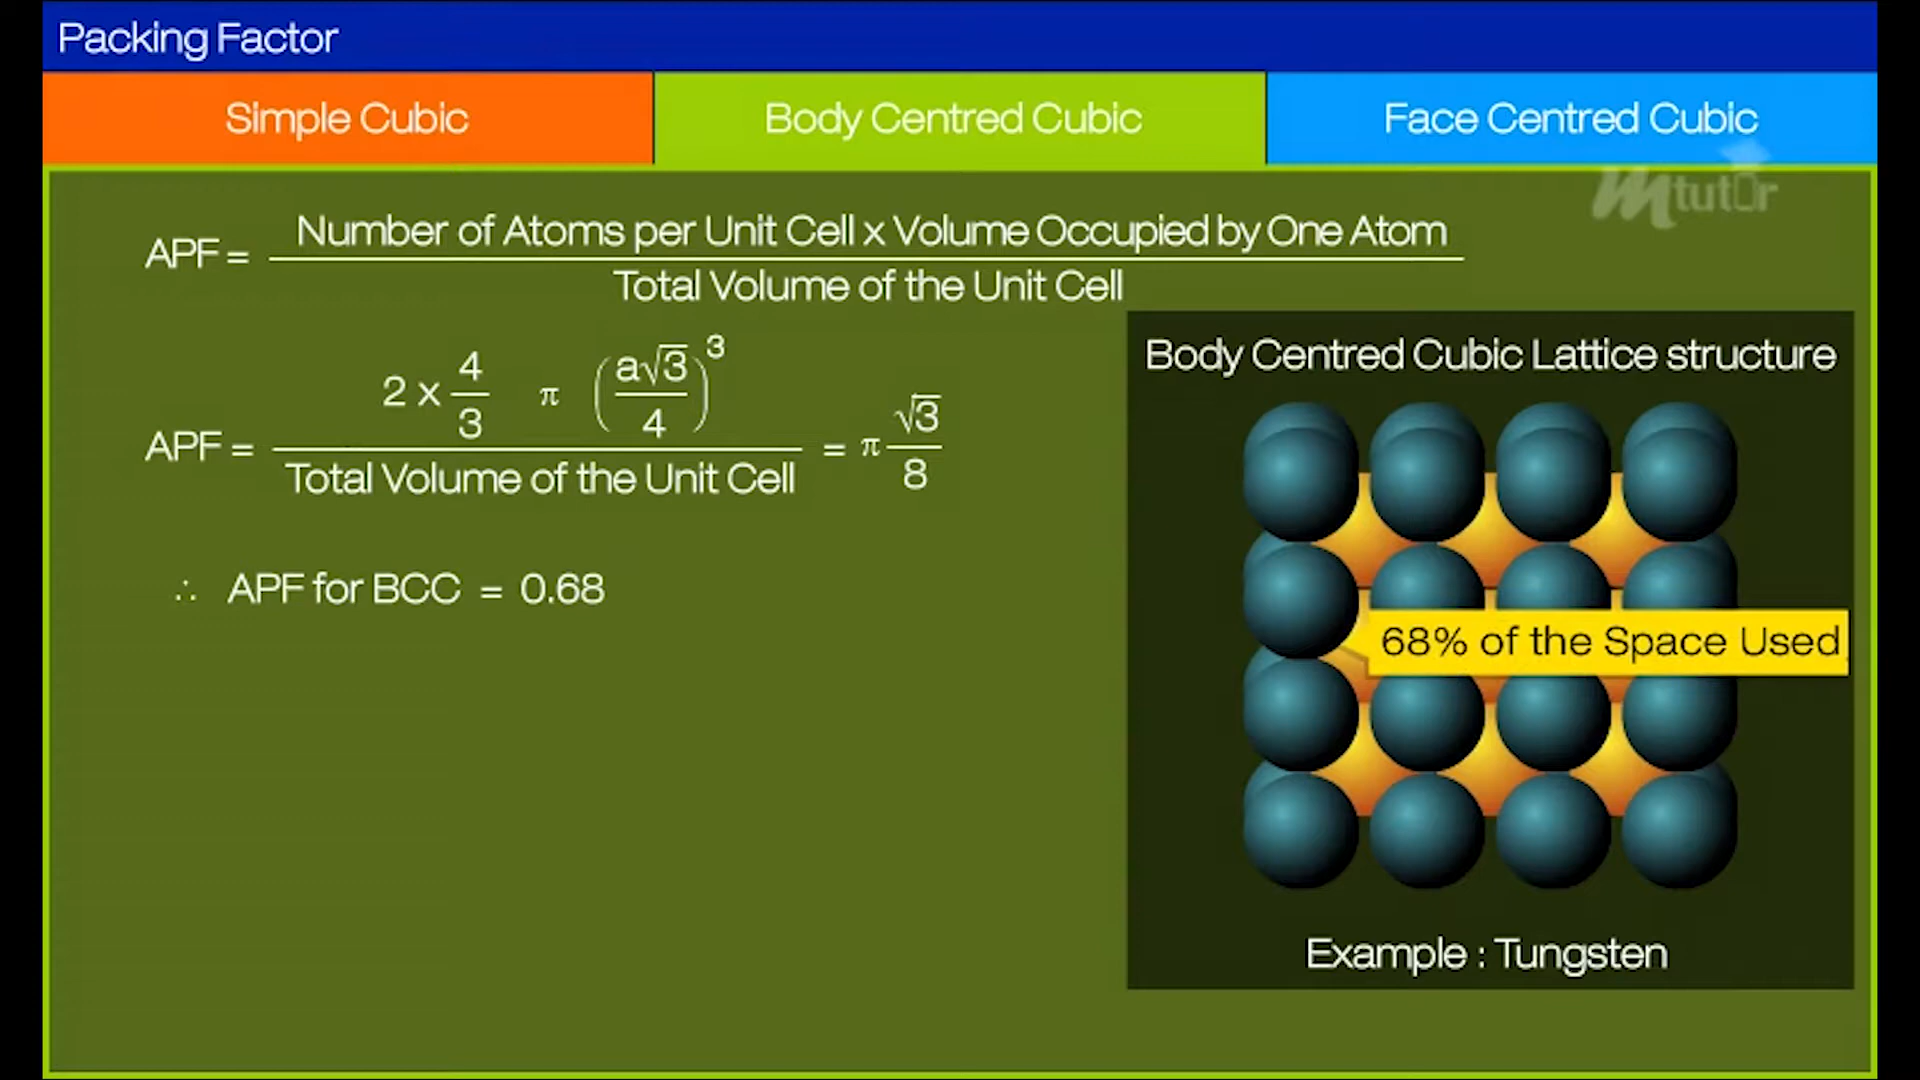 Packing Factor
Simple Cubic
Body Centred Cubic
Face Centred Cubic
Mtutor
APF = Number of Atoms per Unit Cell x Volume Occupied by One Atom
Total Volume of the Unit Cell
APF = 2 x 4/3 π (a√3/4)³ / Total Volume of the Unit Cell = π √3/8
∴ APF for BCC = 0.68
Body Centred Cubic Lattice structure
68% of the Space Used
Example : Tungsten